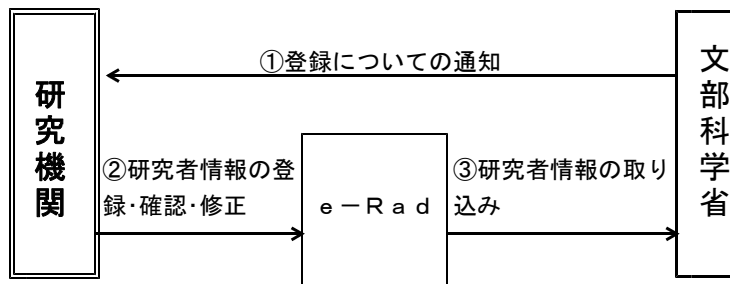 ①登録についての通知
研究機関
文部科学省
②研究者情報の登
録・確認・修正
ｅ－Ｒａｄ
③研究者情報の取り
込み